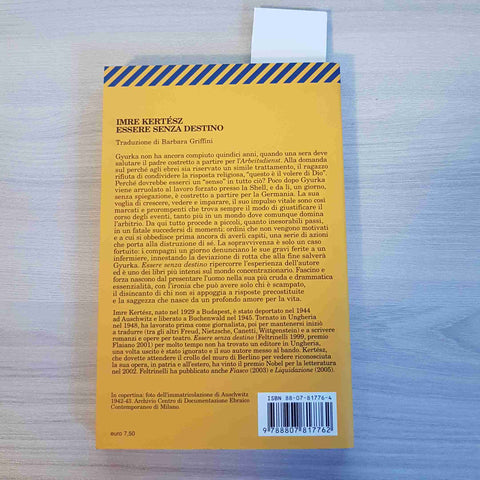 IMRE KERTÉSZ
ESSERE SENZA DESTINO
Traduzione di Barbara Griffini
Gyurka non ha ancora compiuto quindici anni, quando una sera deve
salutare il padre costretto a partire per l'Arbeitsdienst. Alla domanda
sul perché agli ebrei sia riservato un simile trattamento, il ragazzo
rifiuta di condividere la risposta religiosa, "questo è il volere di Dio".
Perché dovrebbe esserci un "senso" in tutto ciò? Poco dopo Gyurka
viene arruolato al lavoro forzato presso la Shell, e da lì, un giorno,
senza spiegazione, è costretto a partire per la Germania. La sua
voglia di crescere, vedere e imparare, il suo impulso vitale sono così
marcati e prorompenti che trova sempre il modo di giustificare il
corso degli eventi, tanto più in un mondo dove comunque domina
l'arbitrio. Da qui tutto procede a piccoli, quanto inesorabili passi,
in un fatale succedersi di momenti: ordini che non vengono motivati
e a cui si obbedisce prima ancora di averli capiti, una serie di azioni
che porta alla distruzione di sé. La sopravvivenza è solo un caso
fortuito: i compagni un giorno denunciano le sue gravi ferite a un
infermiere, innestando la deviazione di rotta che alla fine salverà
Gyurka. Essere senza destino ripercorre l'esperienza dell'autore
ed è uno dei libri più intensi sul mondo concentrazionario. Fascino e
forza nascono dal presentare l'uomo nella sua più cruda e drammatica
essenzialità, con l'ironia che può avere solo chi è scampato,
il disincanto di chi non si appoggia a risposte precostituite
e la saggezza che nasce da un profondo amore per la vita.
Imre Kertész, nato nel 1929 a Budapest, è stato deportato nel 1944
ad Auschwitz e liberato a Buchenwald nel 1945. Tornato in Ungheria
nel 1948, ha lavorato prima come giornalista, poi per mantenersi iniziò
a tradurre (tra gli altri Freud, Nietzsche, Canetti, Wittgenstein) e a scrivere
romanzi e opere per teatro. Essere senza destino (Feltrinelli 1999, premio
Flaiano 2001) per molto tempo non ha trovato un editore in Ungheria,
una volta uscito è stato ignorato e il suo autore messo al bando. Kertész,
che dovette attendere il crollo del muro di Berlino per vedere riconosciuta
la sua opera, in patria e all'estero, ha vinto il premio Nobel per la letteratura
nel 2002. Feltrinelli ha pubblicato anche Fiasco (2003) e Liquidazione (2005).
In copertina: foto dell'immatricolazione di Auschwitz
1942-43. Archivio Centro di Documentazione Ebraico
Contemporaneo di Milano.
euro 7,50
ISBN 88-07-81776-4
9 788807 817762